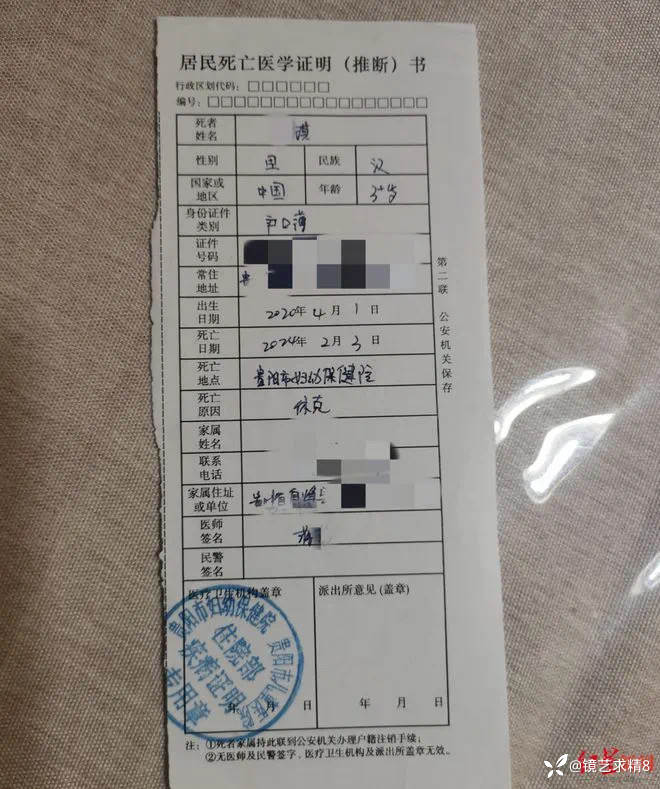 居民死亡医学证明（推断）书
行政区划代码：□□□□□□
编号：□□□□□□□□□□□□□□□□□
死者姓名
性别 男 民族 汉
国家或地区 中国 年龄 3+岁
身份证件类别 户口簿
证件号码
常住地址
出生日期 2020年4月1日
死亡日期 2024年2月3日
死亡地点 贵阳市妇幼保健院
死亡原因 休克
家属姓名
联系电话
家属住址或单位
医师签名
民警签名
医疗卫生机构盖章 派出所意见(盖章)
贵阳市妇幼保健院
贵阳市儿童医院
住院部
疾病证明
专用章
年 月 日 年 月 日
注：①死者家属持此联到公安机关办理户籍注销手续；
②无医师及民警签字，医疗卫生机构及派出所盖章无效。
第二联 公安机关保存
@镜艺求精8